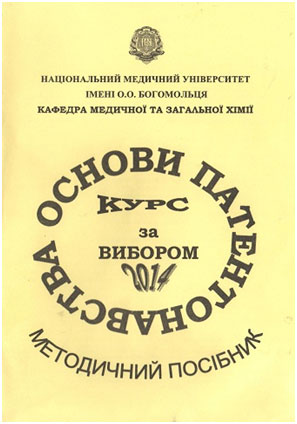 НАЦІОНАЛЬНИЙ МЕДИЧНИЙ УНІВЕРСИТЕТ
ІМЕНІ О.О. БОГОМОЛЬЦЯ
КАФЕДРА МЕДИЧНОЇ ТА ЗАГАЛЬНОЇ ХІМІЇ
ОСНОВИ ПАТЕНТОНАВСТВА
КУРС
за
ВИБОРОМ
2014
МЕТОДИЧНИЙ ПОСІБНИК